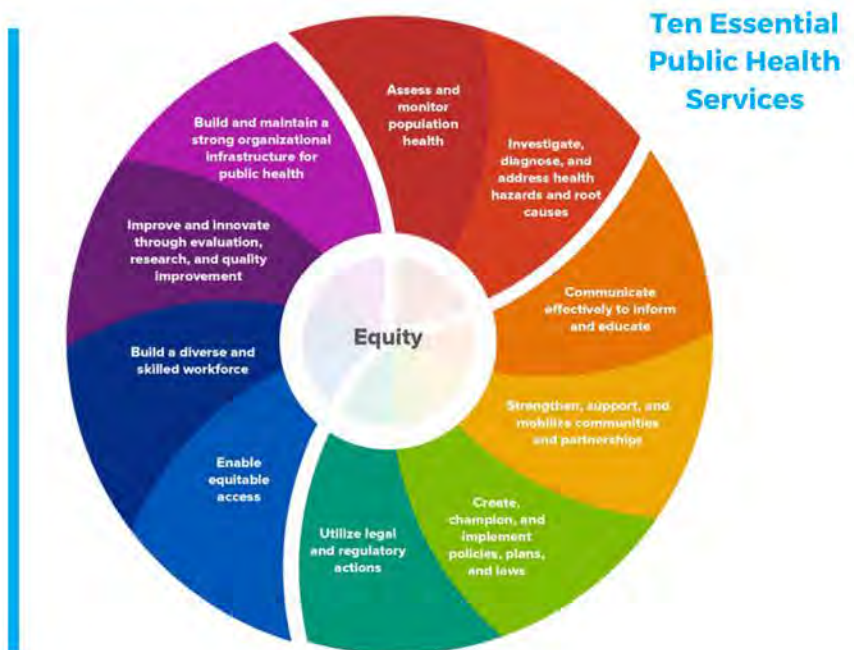 Ten Essential
Public Health
Services
Assess and
monitor
population
health
Investigate,
diagnose, and
address health
hazards and root
causes
Communicate
effectively to inform
and educate
Strengthen, support, and
mobilize communities
and partnerships
Create,
champion, and
implement
policies, plans,
and laws
Utilize legal
and regulatory
actions
Enable
equitable
access
Build a diverse and
skilled workforce
Improve and innovate
through evaluation,
research, and quality
improvement
Build and maintain a
strong organizational
infrastructure for
public health
Equity